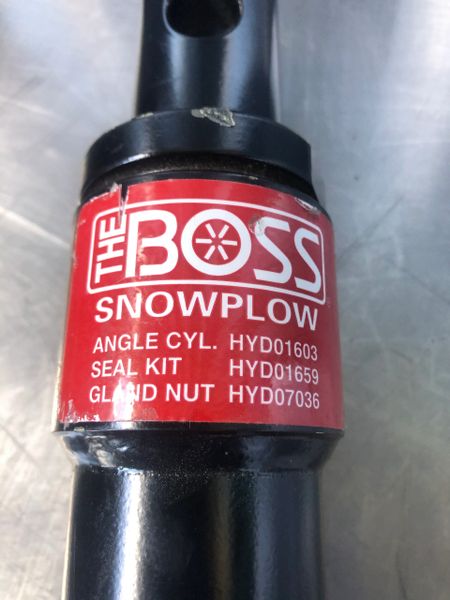 THE BOSS
SNOWPLOW
ANGLE CYL. HYD01603
SEAL KIT HYD01659
GLAND NUT HYD07036